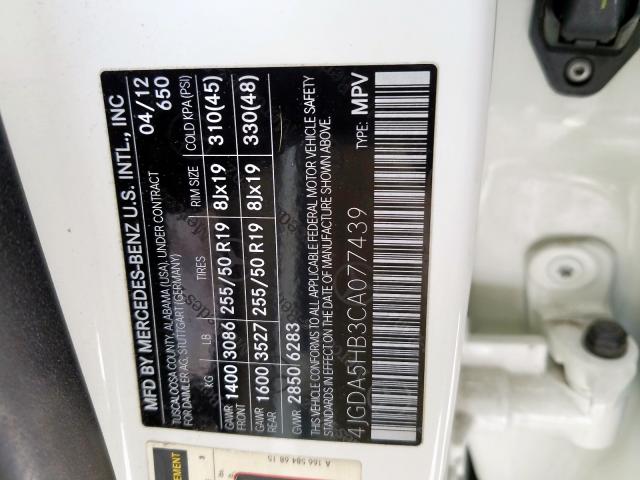 MFD BY MERCEDES-BENZ U.S. INTL., INC
TUSCALOOSA COUNTY, ALABAMA (USA), UNDER CONTRACT
FOR DAIMLER AG, STUTTGART (GERMANY)
04/12
650
KG LB TIRES RIM SIZE COLD KPA (PSI)
GAWR FRONT 1400 3086 255/50 R19 8Jx19 310(45)
GAWR REAR 1600 3527 255/50 R19 8Jx19 330(48)
GVWR 2850 6283
THIS VEHICLE CONFORMS TO ALL APPLICABLE FEDERAL MOTOR VEHICLE SAFETY
STANDARDS IN EFFECT ON THE DATE OF MANUFACTURE SHOWN ABOVE.
TYPE: MPV
4JGDA5HB3CA077439
A 166 584 68 15